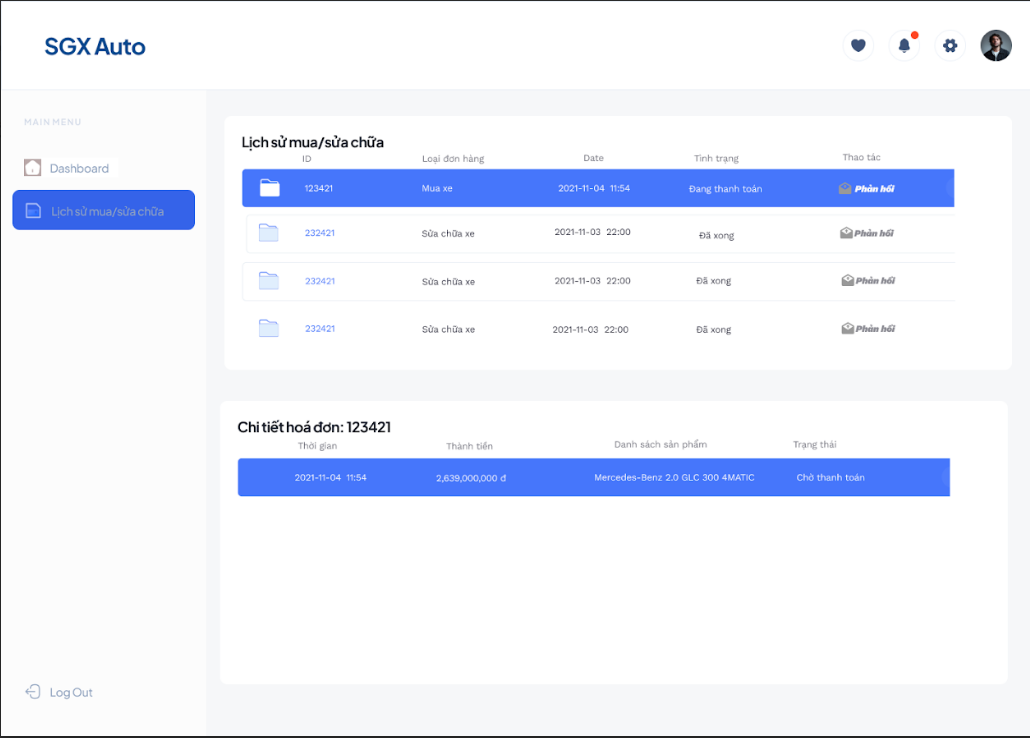 SGX Auto
MAIN MENU
Dashboard
Lịch sử mua/sửa chữa
Log Out
Lịch sử mua/sửa chữa
ID Loại đơn hàng Date Tình trạng Thao tác
123421 Mua xe 2021-11-04 11:54 Đang thanh toán Phản hồi
232421 Sửa chữa xe 2021-11-03 22:00 Đã xong Phản hồi
232421 Sửa chữa xe 2021-11-03 22:00 Đã xong Phản hồi
232421 Sửa chữa xe 2021-11-03 22:00 Đã xong Phản hồi
Chi tiết hoá đơn: 123421
Thời gian Thành tiền Danh sách sản phẩm Trạng thái
2021-11-04 11:54 2,639,000,000 đ Mercedes-Benz 2.0 GLC 300 4MATIC Chờ thanh toán